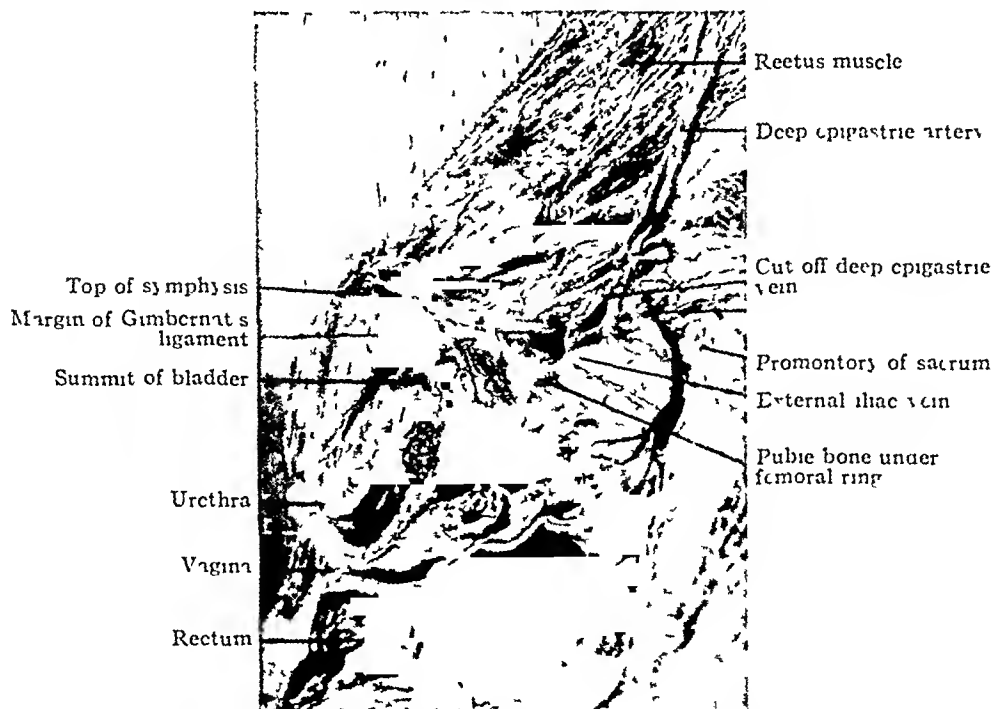 Rectus muscle
Deep epigastric artery
Top of symphysis
Margin of Gimbernat s
ligament
Summit of bladder
Cut off deep epigastric
vein
Promontory of sacrum
External iliac vein
Pubic bone under
femoral ring
Urethra
Vagina
Rectum